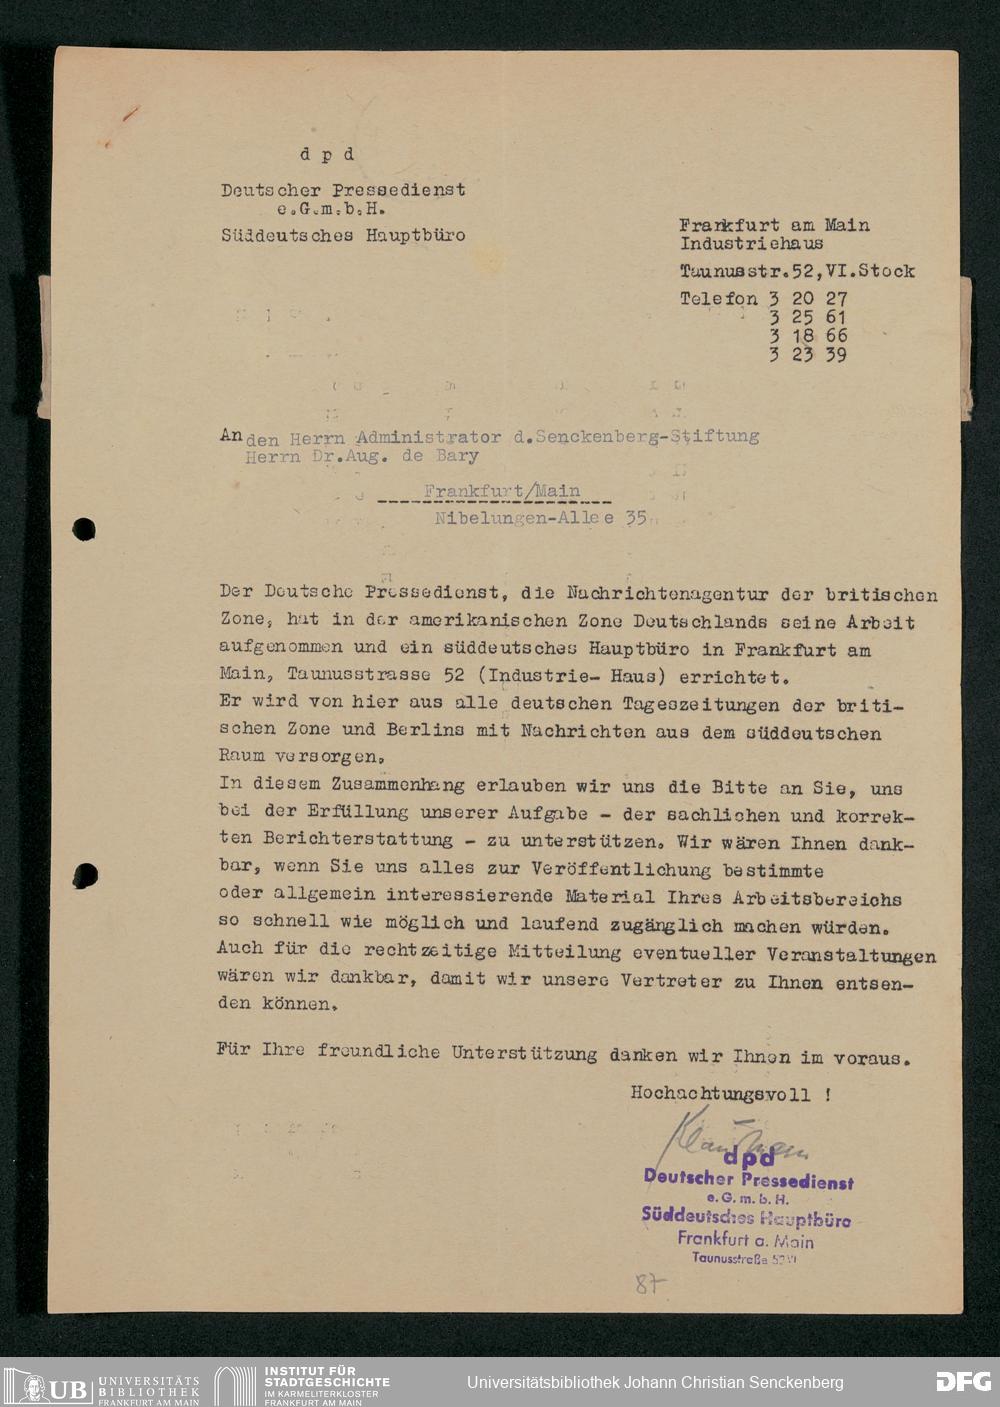 d p d
Deutscher Pressedienst
e.G.m.b.H.
Süddeutsches Hauptbüro
Frankfurt am Main
Industriehaus
Taunusstr.52,VI.Stock
Telefon 3 20 27
3 25 61
3 18 66
3 23 39
An den Herrn Administrator d.Senckenberg-Stiftung
Herrn Dr.Aug. de Bary
Frankfurt/Main
Nibelungen-Allee 35
Der Deutsche Pressedienst, die Nachrichtenagentur der britischen
Zone, hat in der amerikanischen Zone Deutschlands seine Arbeit
aufgenommen und ein süddeutsches Hauptbüro in Frankfurt am
Main, Taunusstrasse 52 (Industrie- Haus) errichtet.
Er wird von hier aus alle deutschen Tageszeitungen der briti-
schen Zone und Berlins mit Nachrichten aus dem süddeutschen
Raum versorgen.
In diesem Zusammenhang erlauben wir uns die Bitte an Sie, uns
bei der Erfüllung unserer Aufgabe - der sachlichen und korrek-
ten Berichterstattung - zu unterstützen. Wir wären Ihnen dank-
bar, wenn Sie uns alles zur Veröffentlichung bestimmte
oder allgemein interessierende Material Ihres Arbeitsbereichs
so schnell wie möglich und laufend zugänglich machen würden.
Auch für die rechtzeitige Mitteilung eventueller Veranstaltungen
wären wir dankbar, damit wir unsere Vertreter zu Ihnen entsen-
den können.
Für Ihre freundliche Unterstützung danken wir Ihnen im voraus.
Hochachtungsvoll !
dpd
Deutscher Pressedienst
e. G. m. b. H.
Süddeutsches Hauptbüro
Frankfurt a. Main
Taunusstraße 52 VI
87
UB UNIVERSITÄTS
BIBLIOTHEK
FRANKFURT AM MAIN
INSTITUT FÜR
STADTGESCHICHTE
IM KARMELITERKLOSTER
FRANKFURT AM MAIN
Universitätsbibliothek Johann Christian Senckenberg
DFG